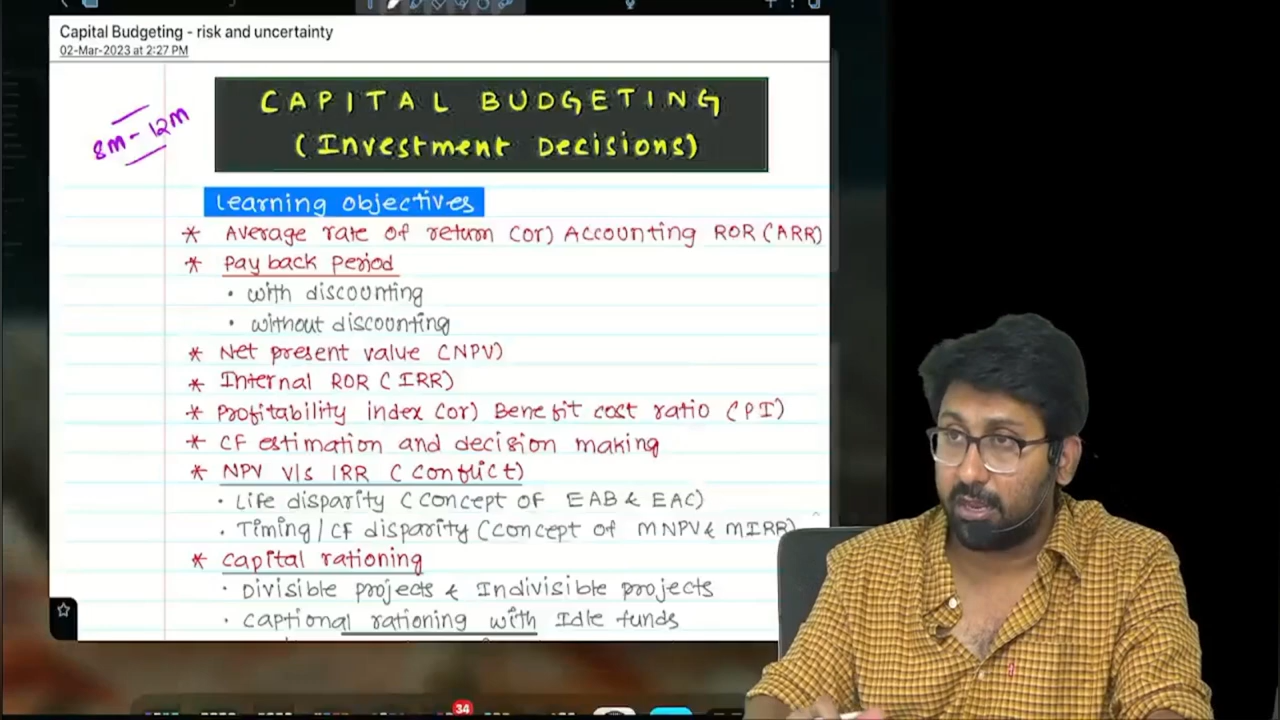 Capital Budgeting - risk and uncertainty
02-Mar-2023 at 2:27 PM
8M - 12M
CAPITAL BUDGETING
(Investment Decisions)
Learning objectives
* Average rate of return (or) Accounting ROR (ARR)
* Pay back Period
• with discounting
• without discounting
* Net present value (NPV)
* Internal ROR (IRR)
* Profitability index (or) Benefit cost ratio (PI)
* CF estimation and decision making
* NPV V/s IRR (Conflict)
• Life disparity (Concept of EAB & EAC)
• Timing/CF disparity (Concept of MNPV & MIRR)
* Capital rationing
• Divisible projects & Indivisible projects
• Captional rationing with Idle funds
34